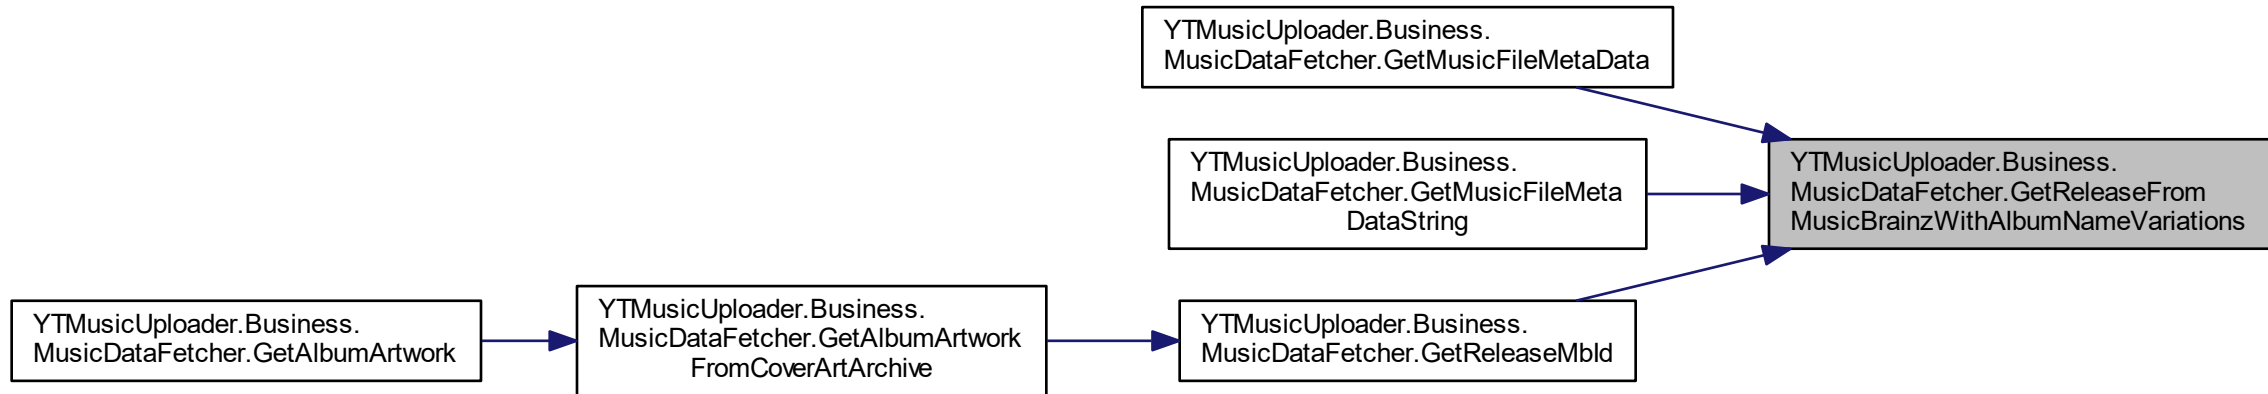 YTMusicUploader.Business.
MusicDataFetcher.GetMusicFileMetaData
YTMusicUploader.Business.
MusicDataFetcher.GetMusicFileMeta
DataString
YTMusicUploader.Business.
MusicDataFetcher.GetReleaseFrom
MusicBrainzWithAlbumNameVariations
YTMusicUploader.Business.
MusicDataFetcher.GetAlbumArtwork
YTMusicUploader.Business.
MusicDataFetcher.GetAlbumArtwork
FromCoverArtArchive
YTMusicUploader.Business.
MusicDataFetcher.GetReleaseMbId